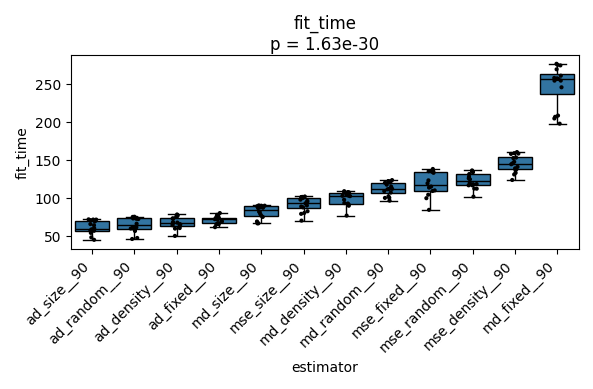 fit_time
p = 1.63e-30
fit_time
250
200
150
100
50
ad_size__90
ad_random__90
ad_density__90
ad_fixed__90
md_size__90
mse_size__90
md_density__90
md_random__90
mse_fixed__90
mse_random__90
mse_density__90
md_fixed__90
estimator